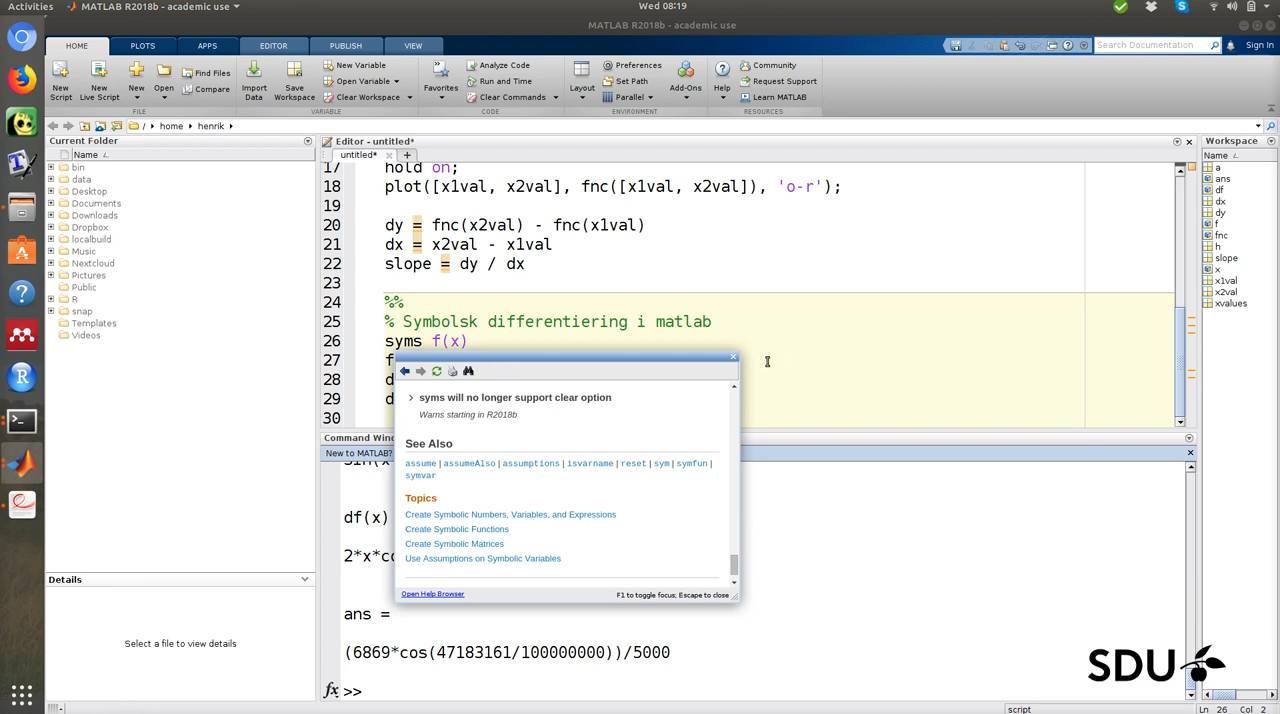 Activities MATLAB R2018b - academic use Wed 08:19
MATLAB R2018b - academic use
HOME PLOTS APPS EDITOR PUBLISH VIEW Search Documentation Sign In
New Script New Live Script New Open Find Files Compare Import Data Save Workspace New Variable Open Variable Clear Workspace Favorites Analyze Code Run and Time Clear Commands Layout Preferences Set Path Parallel Add-Ons Help Community Request Support Learn MATLAB
FILE VARIABLE CODE ENVIRONMENT RESOURCES
/ home henrik
Current Folder
Name
bin
data
Desktop
Documents
Downloads
Dropbox
localbuild
Music
Nextcloud
Pictures
Public
R
snap
Templates
Videos
Details
Select a file to view details
Editor - untitled*
untitled*
17 hold on;
18 plot([x1val, x2val], fnc([x1val, x2val]), 'o-r');
19
20 dy = fnc(x2val) - fnc(x1val)
21 dx = x2val - x1val
22 slope = dy / dx
23
24 %%
25 % Symbolsk differentiering i matlab
26 syms f(x)
27 f
28 d
29 d
30
Command Win
New to MATLAB?
df(x)
2*x*co
ans =
(6869*cos(47183161/100000000))/5000
fx >>
syms will no longer support clear option
Warns starting in R2018b
See Also
assume | assumeAlso | assumptions | isvarname | reset | sym | symfun |
symvar
Topics
Create Symbolic Numbers, Variables, and Expressions
Create Symbolic Functions
Create Symbolic Matrices
Use Assumptions on Symbolic Variables
Open Help Browser F1 to toggle focus; Escape to close
Workspace
Name
a
ans
df
dx
dy
f
fnc
h
slope
x
x1val
x2val
xvalues
SDU
script Ln 26 Col 2